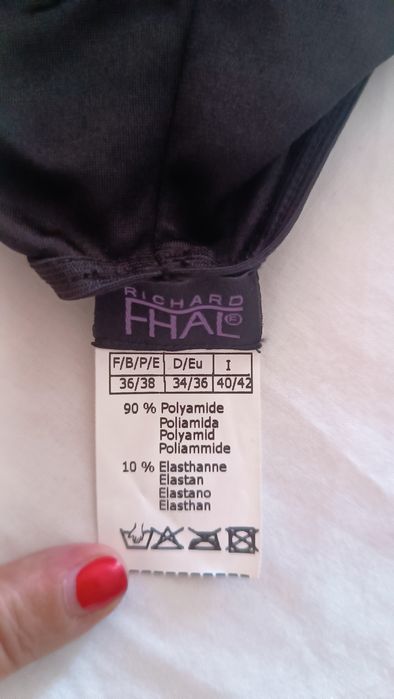 RICHARD
FHAL®
F/B/P/E D/Eu I
36/38 34/36 40/42
90 % Polyamide
Poliamida
Polyamid
Poliammide
10 % Elasthanne
Elastan
Elastano
Elasthan